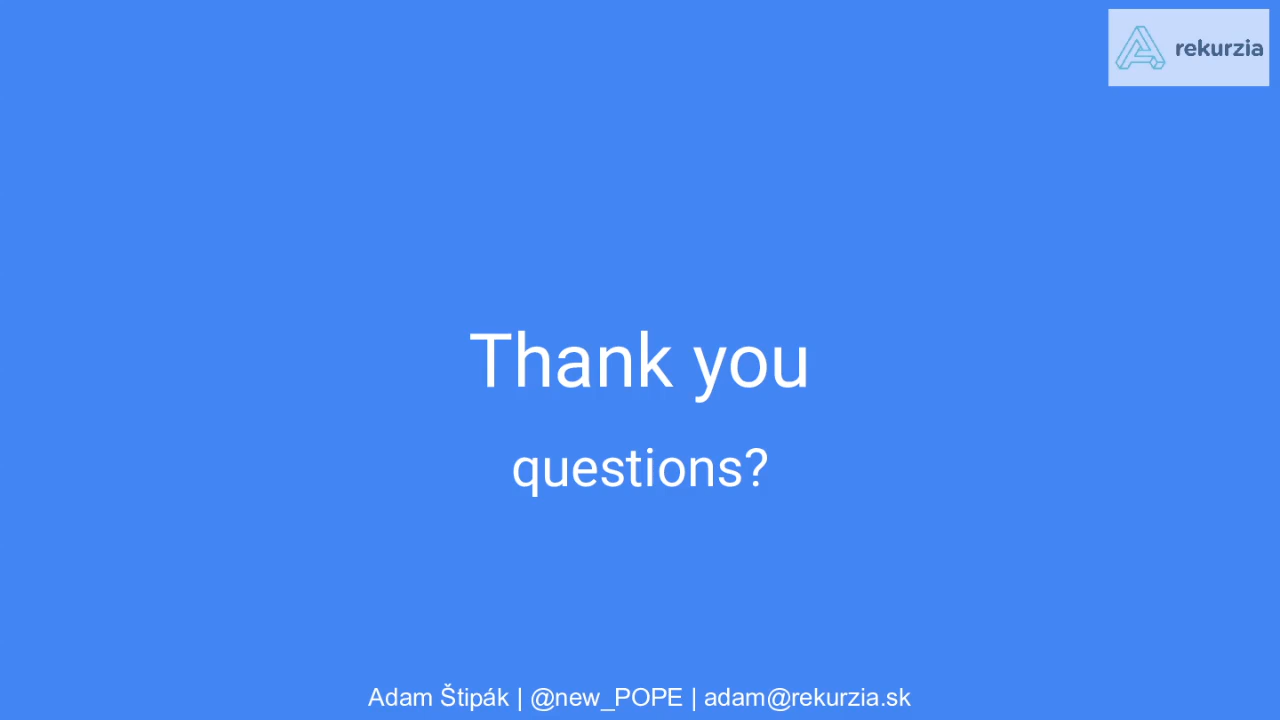 rekurzia
Thank you
questions?
Adam Štipák | @new_POPE | adam@rekurzia.sk